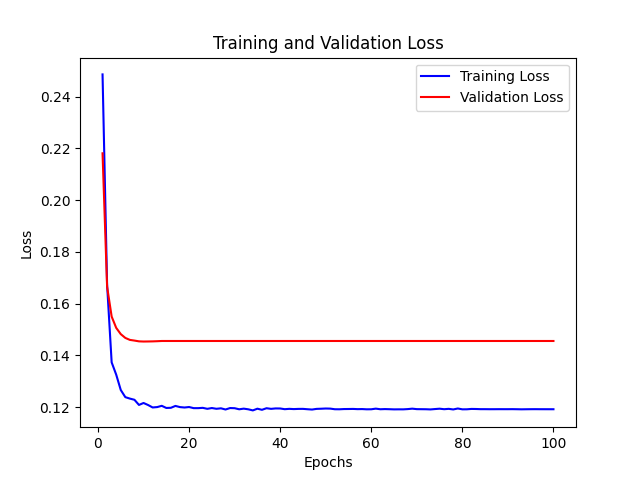 Training and Validation Loss
Training Loss
Validation Loss
0.24
0.22
0.20
0.18
0.16
0.14
0.12
Loss
0
20
40
60
80
100
Epochs